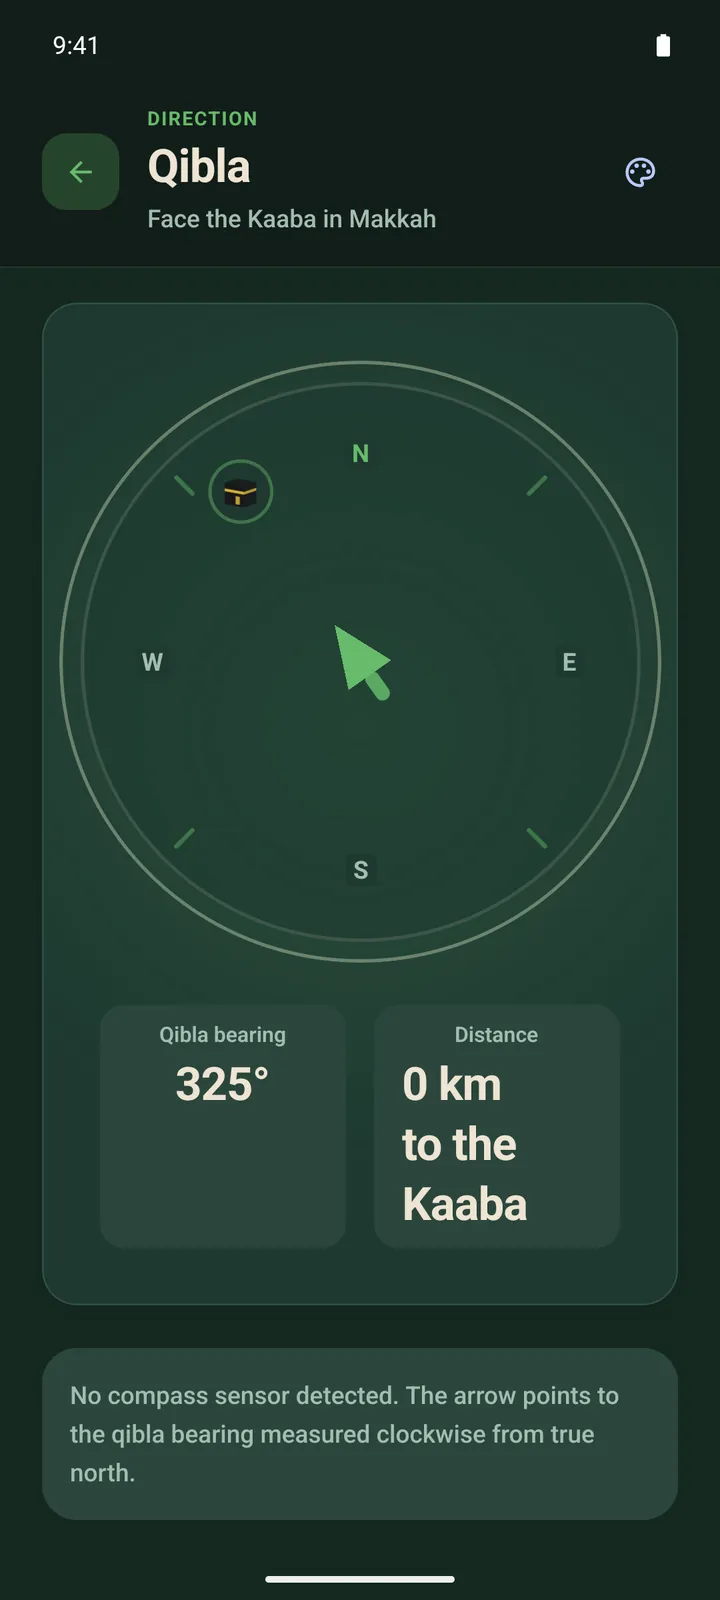 9:41
DIRECTION
Qibla
Face the Kaaba in Makkah
N
W
E
S
Qibla bearing
325°
Distance
0 km
to the
Kaaba
No compass sensor detected. The arrow points to
the qibla bearing measured clockwise from true
north.